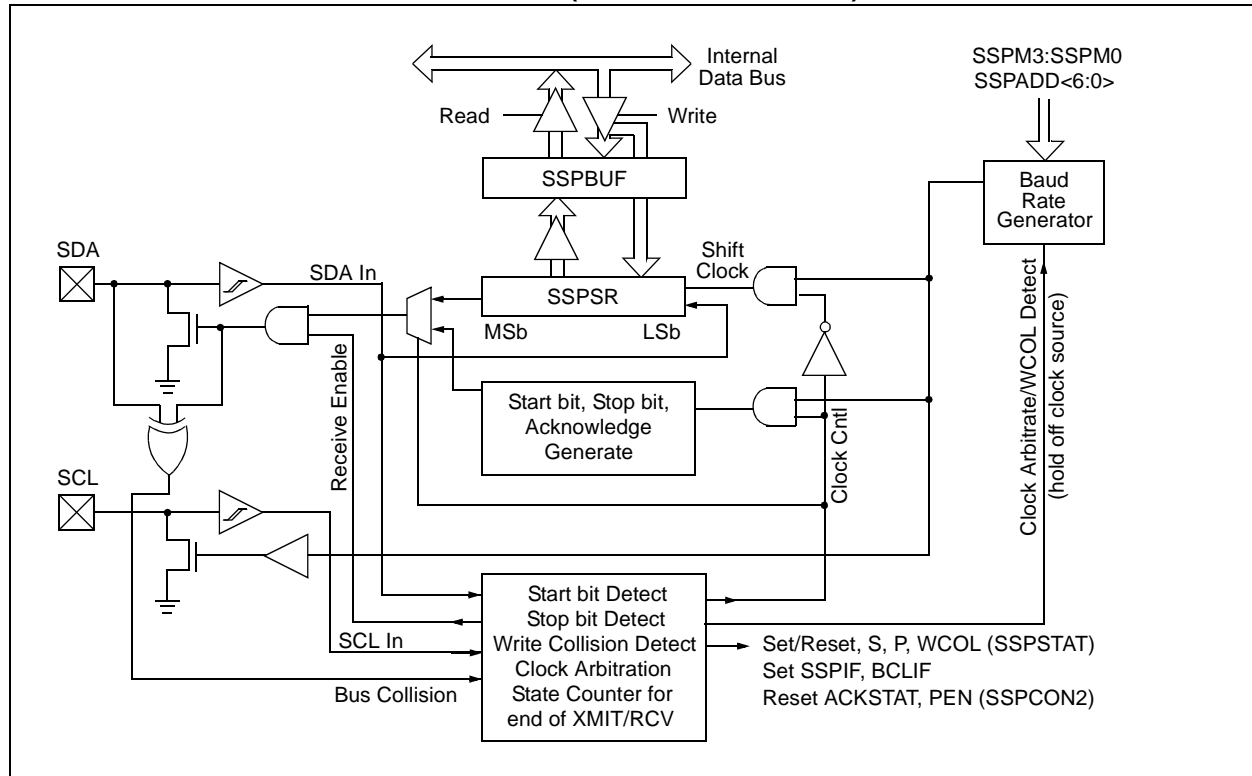 Internal
Data Bus
SSPM3:SSPM0
SSPADD<6:0>
Read
Write
SSPBUF
Baud
Rate
Generator
SDA
SDA In
Shift
Clock
SSPSR
MSb
LSb
Start bit, Stop bit,
Acknowledge
Generate
Receive Enable
Clock Cntl
Clock Arbitrate/WCOL Detect
(hold off clock source)
SCL
SCL In
Bus Collision
Start bit Detect
Stop bit Detect
Write Collision Detect
Clock Arbitration
State Counter for
end of XMIT/RCV
Set/Reset, S, P, WCOL (SSPSTAT)
Set SSPIF, BCLIF
Reset ACKSTAT, PEN (SSPCON2)